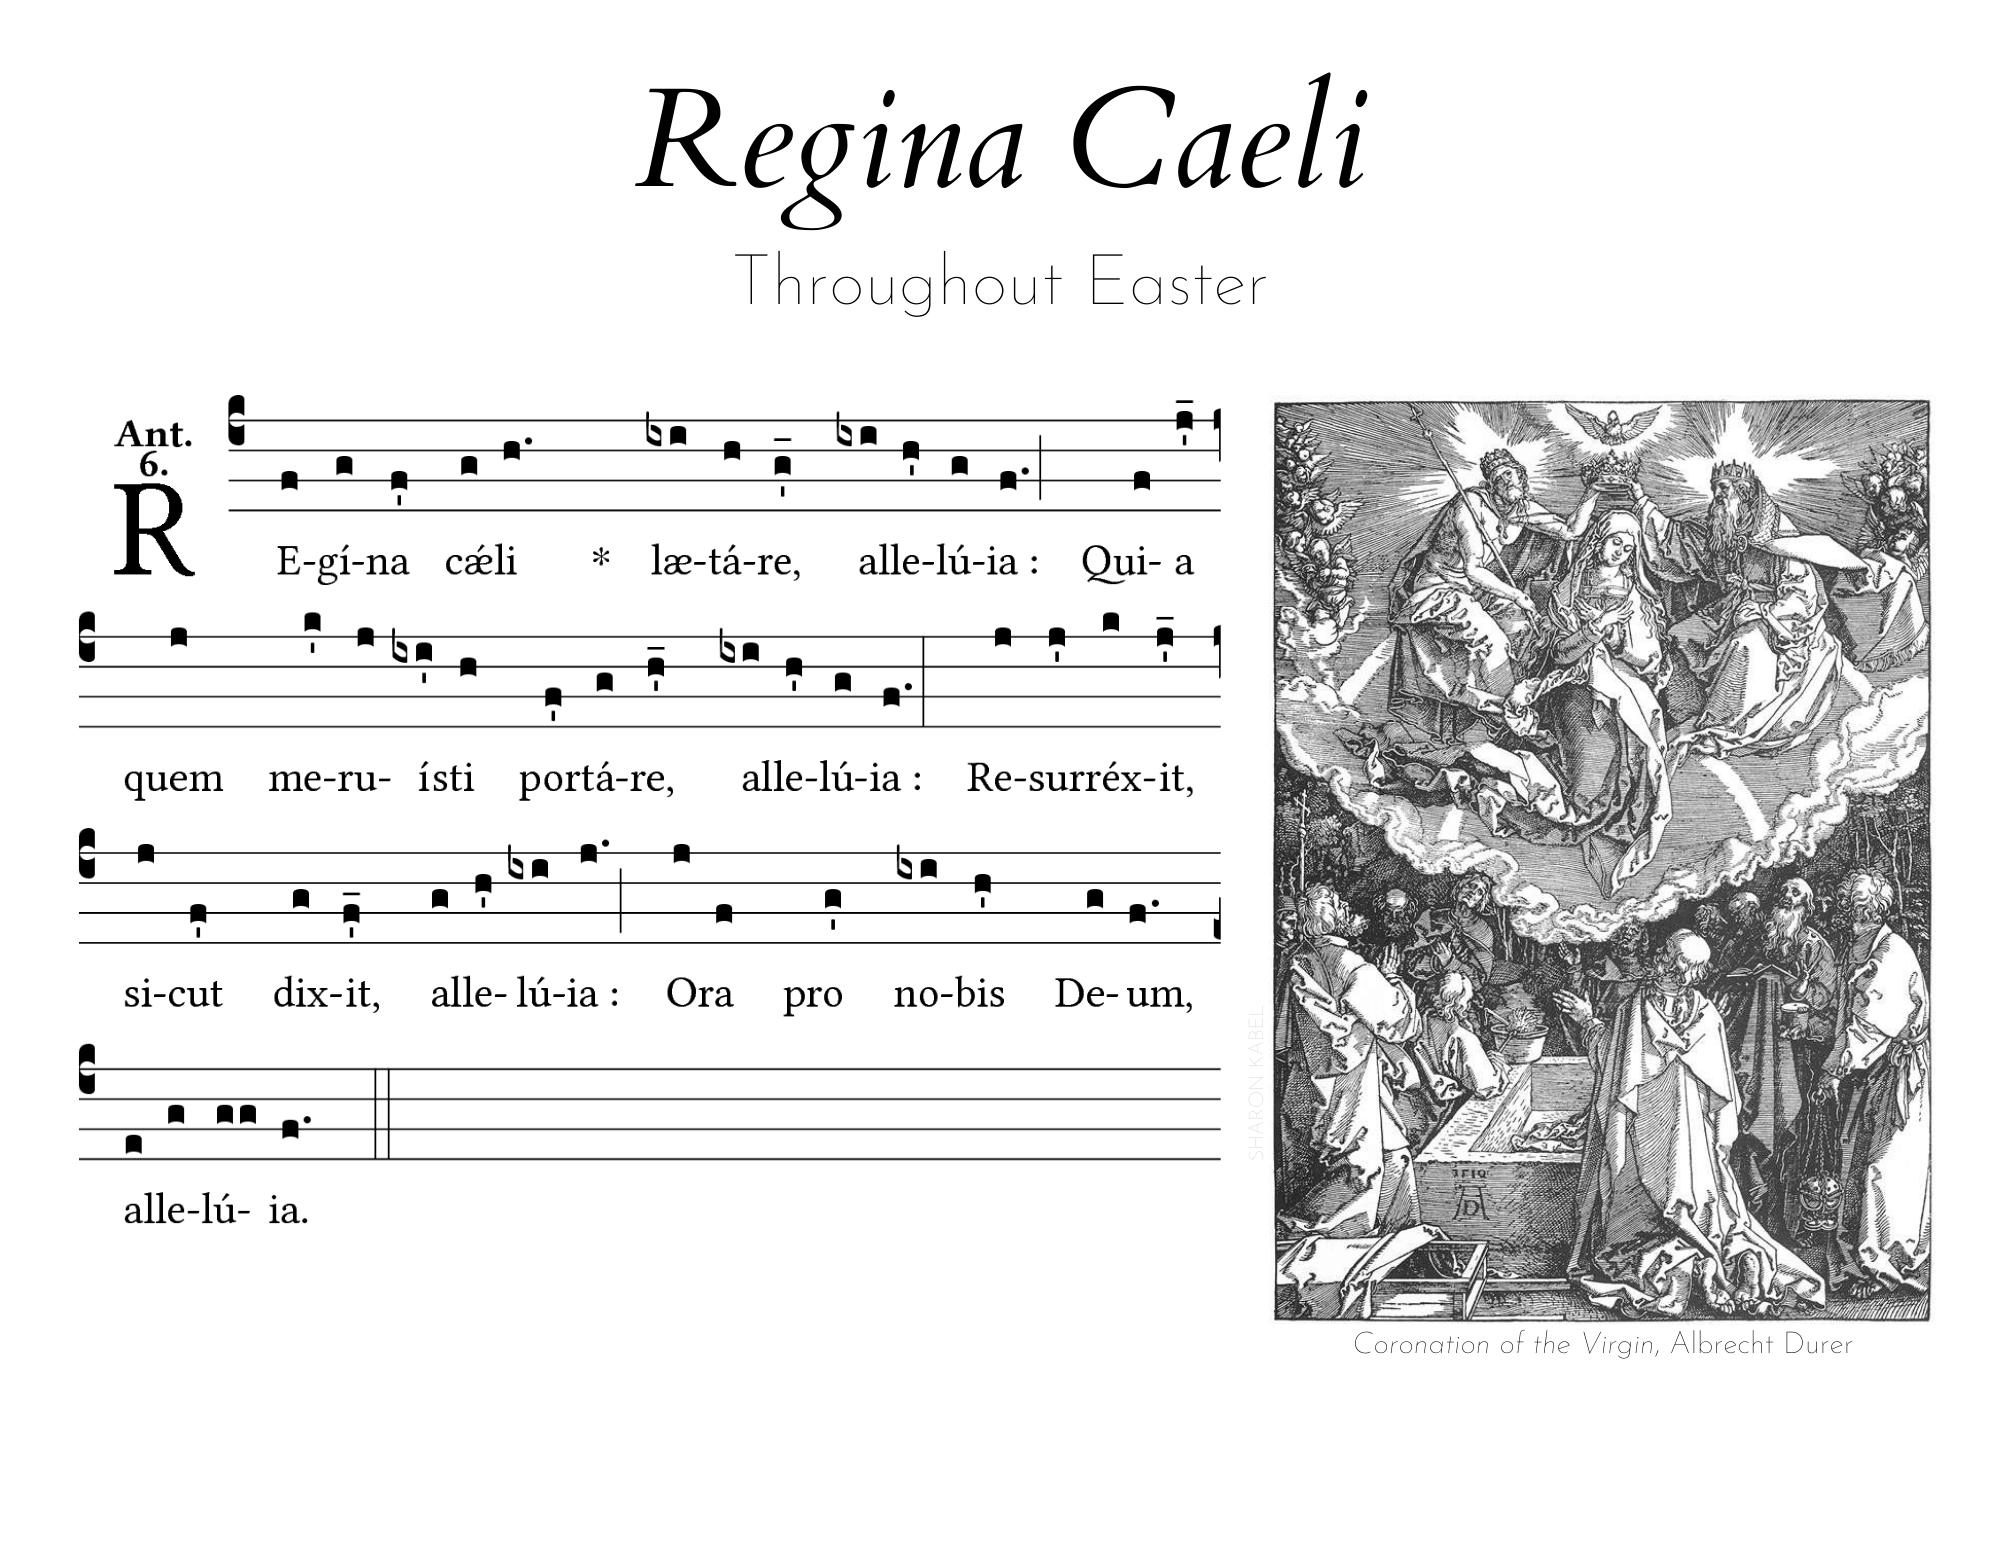 Regina Caeli
Throughout Easter
Ant.
6.
R E-gí-na cǽli * læ-tá-re, alle-lú-ia : Qui- a
quem me-ru- ísti portá-re, alle-lú-ia : Re-surréx-it,
si-cut dix-it, alle- lú-ia : Ora pro no-bis De- um,
alle-lú- ia.
SHARON KABEL
1510
AD
Coronation of the Virgin, Albrecht Durer